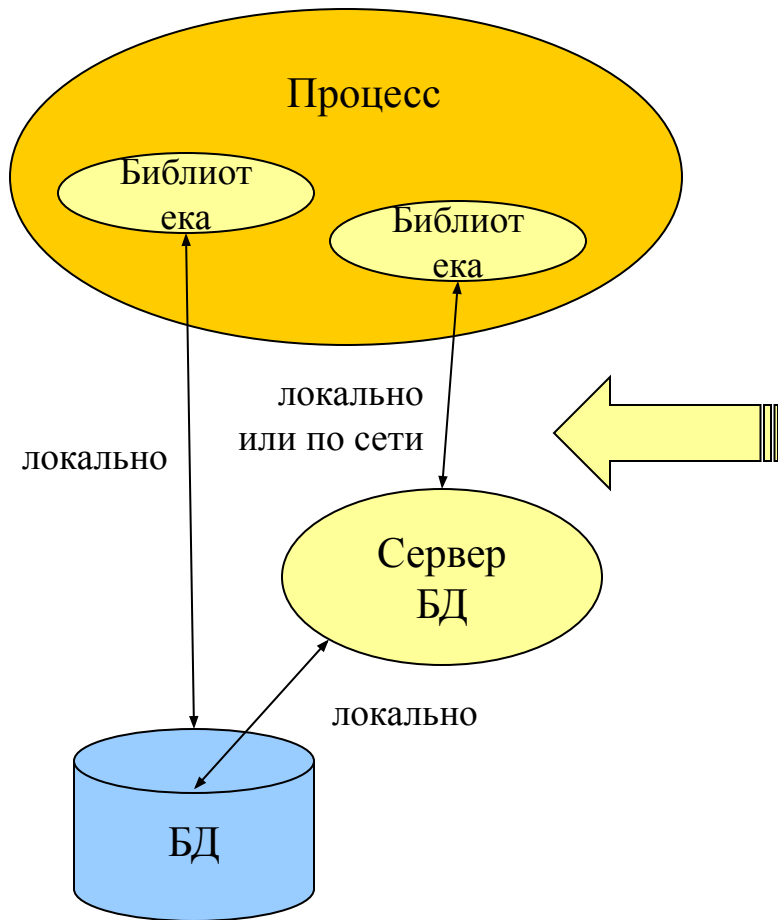 Процесс
Библиот
ека
Библиот
ека
локально
или по сети
локально
Сервер
БД
локально
БД